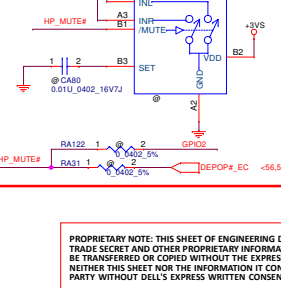 INL
A3 INR
HP_MUTE# B1 /MUTE
+3VS
VDD B2
1 2 B3 SET
GND
@ CA80
0.01U_0402_16V7J
@
A2
RA122 1 @ 2 GPIO2
0_0402_5%
HP_MUTE# RA31 1 @ 2 DEPOP#_EC <56,5
0_0402_5%
PROPRIETARY NOTE: THIS SHEET OF ENGINEERING D
TRADE SECRET AND OTHER PROPRIETARY INFORMA
BE TRANSFERRED OR COPIED WITHOUT THE EXPRESS
NEITHER THIS SHEET NOR THE INFORMATION IT CON
PARTY WITHOUT DELL'S EXPRESS WRITTEN CONSEN